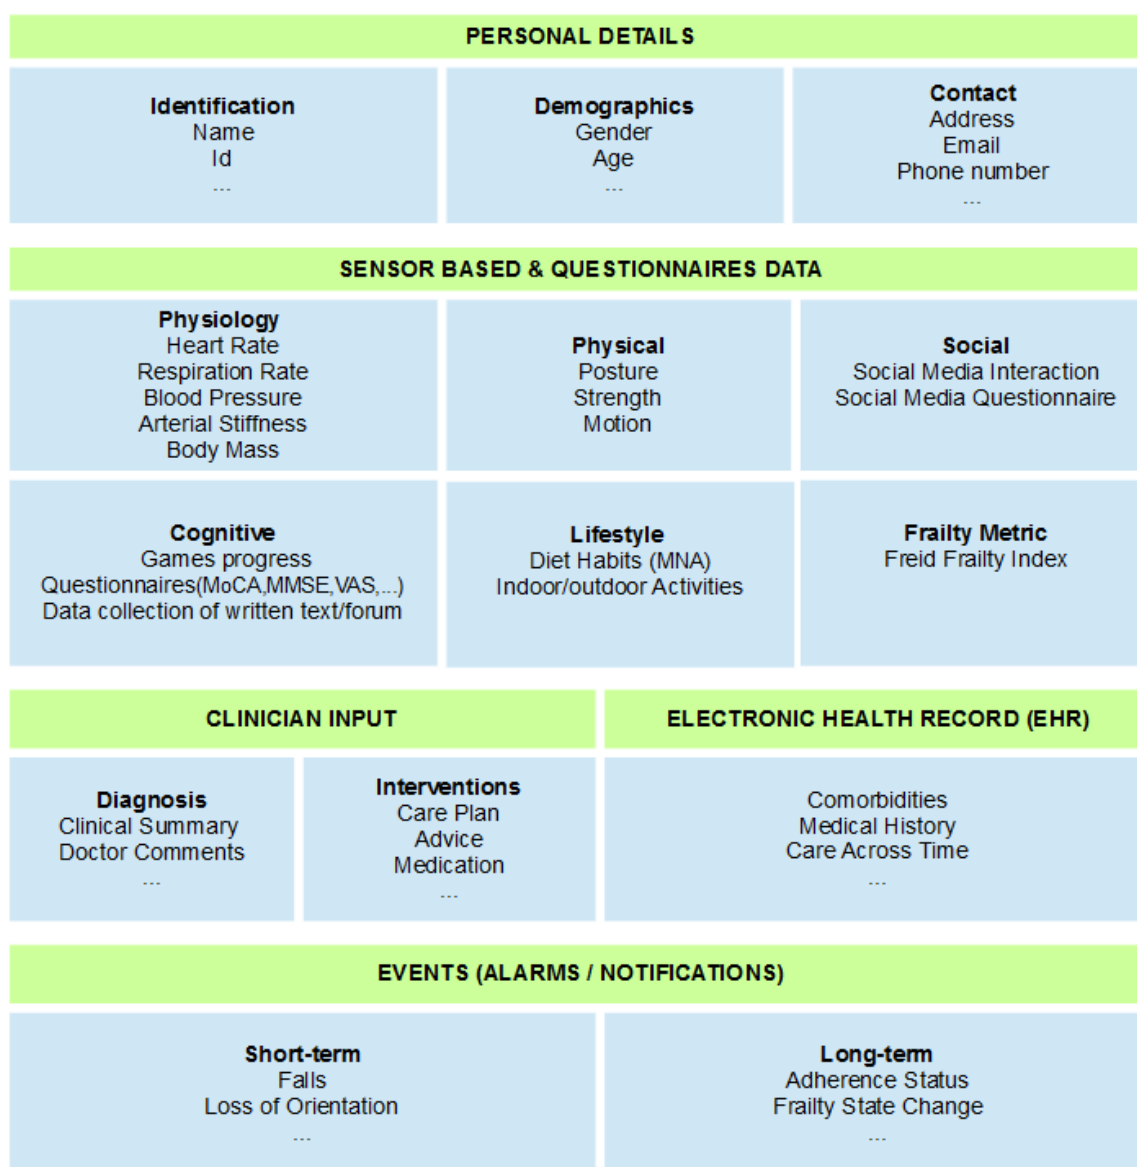 PERSONAL DETAILS
Identification
Name
Id
...
Demographics
Gender
Age
...
Contact
Address
Email
Phone number
...
SENSOR BASED & QUESTIONNAIRES DATA
Physiology
Heart Rate
Respiration Rate
Blood Pressure
Arterial Stiffness
Body Mass
Physical
Posture
Strength
Motion
Social
Social Media Interaction
Social Media Questionnaire
Cognitive
Games progress
Questionnaires(MoCA,MMSE,VAS,...)
Data collection of written text/forum
Lifestyle
Diet Habits (MNA)
Indoor/outdoor Activities
Frailty Metric
Freid Frailty Index
CLINICIAN INPUT
Diagnosis
Clinical Summary
Doctor Comments
...
Interventions
Care Plan
Advice
Medication
...
ELECTRONIC HEALTH RECORD (EHR)
Comorbidities
Medical History
Care Across Time
...
EVENTS (ALARMS / NOTIFICATIONS)
Short-term
Falls
Loss of Orientation
...
Long-term
Adherence Status
Frailty State Change
...